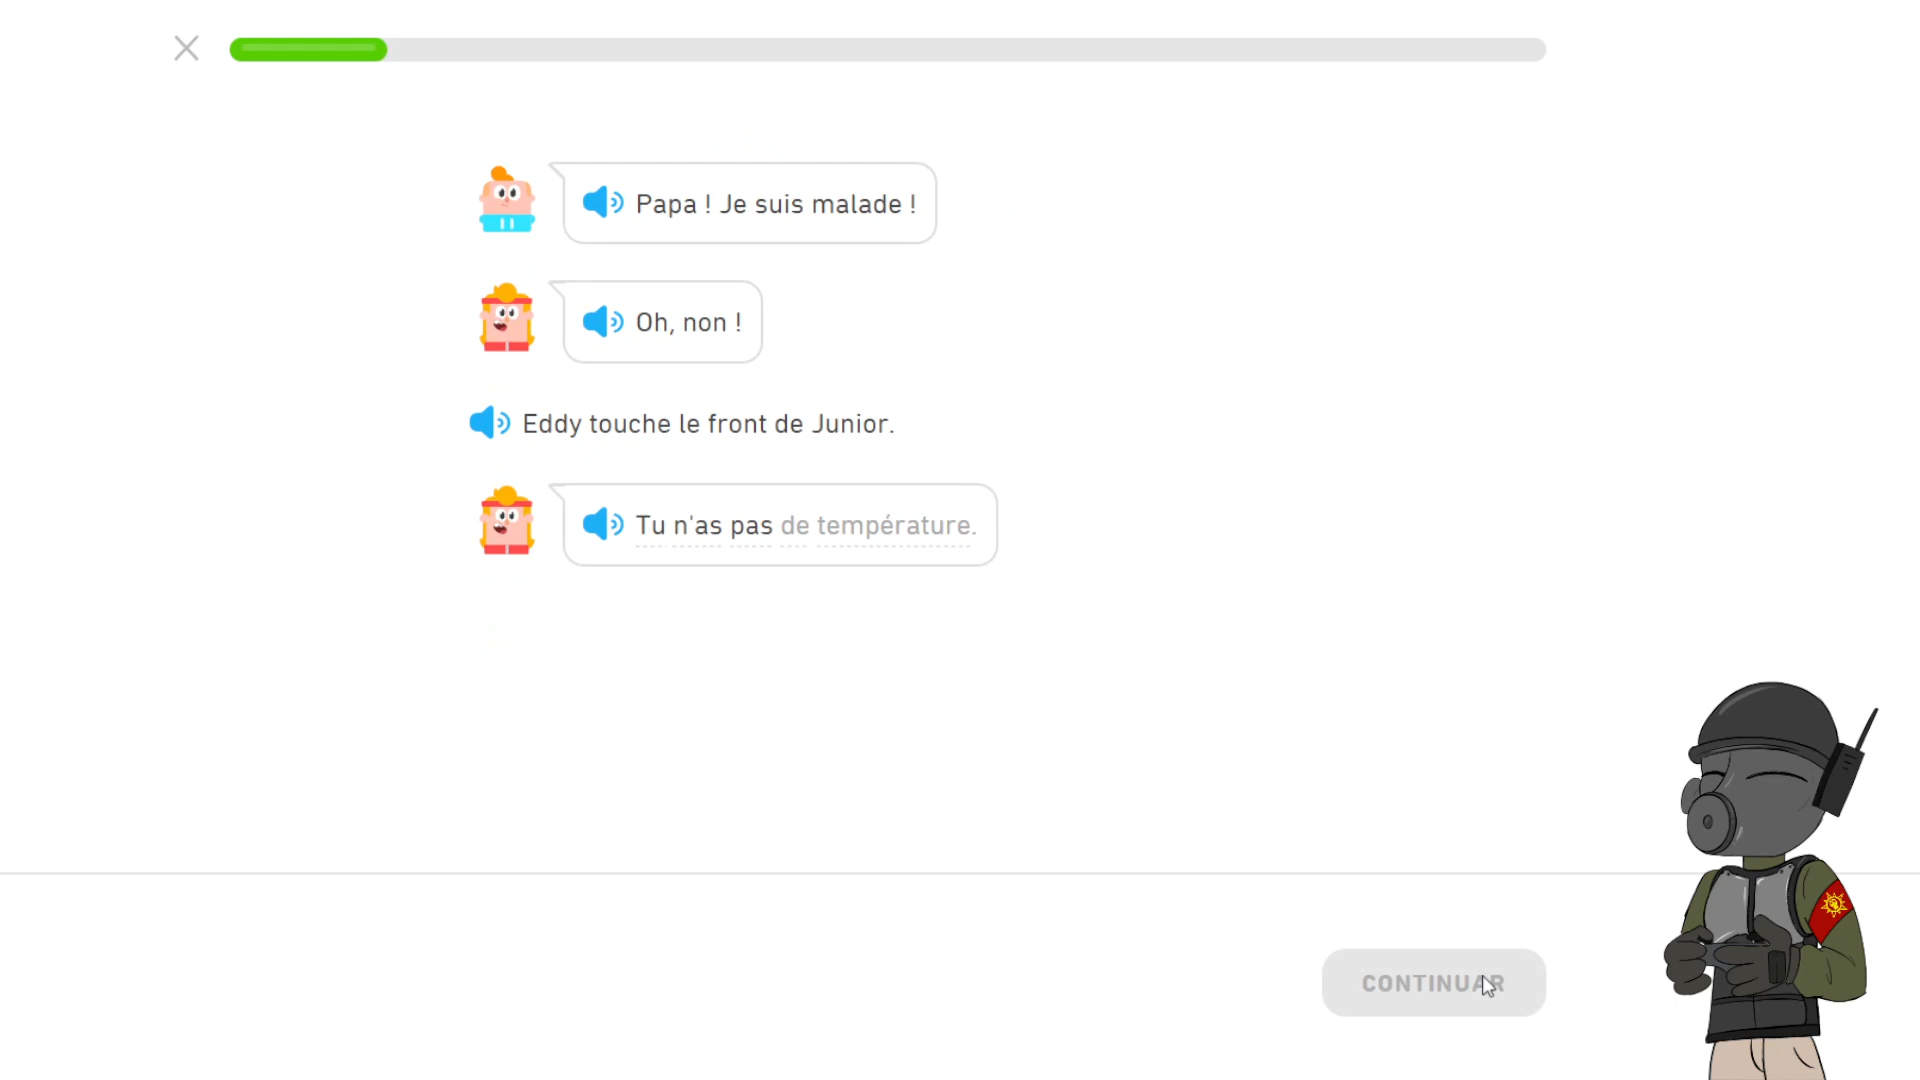 Papa ! Je suis malade !
Oh, non !
Eddy touche le front de Junior.
Tu n'as pas de température.
CONTINUAR